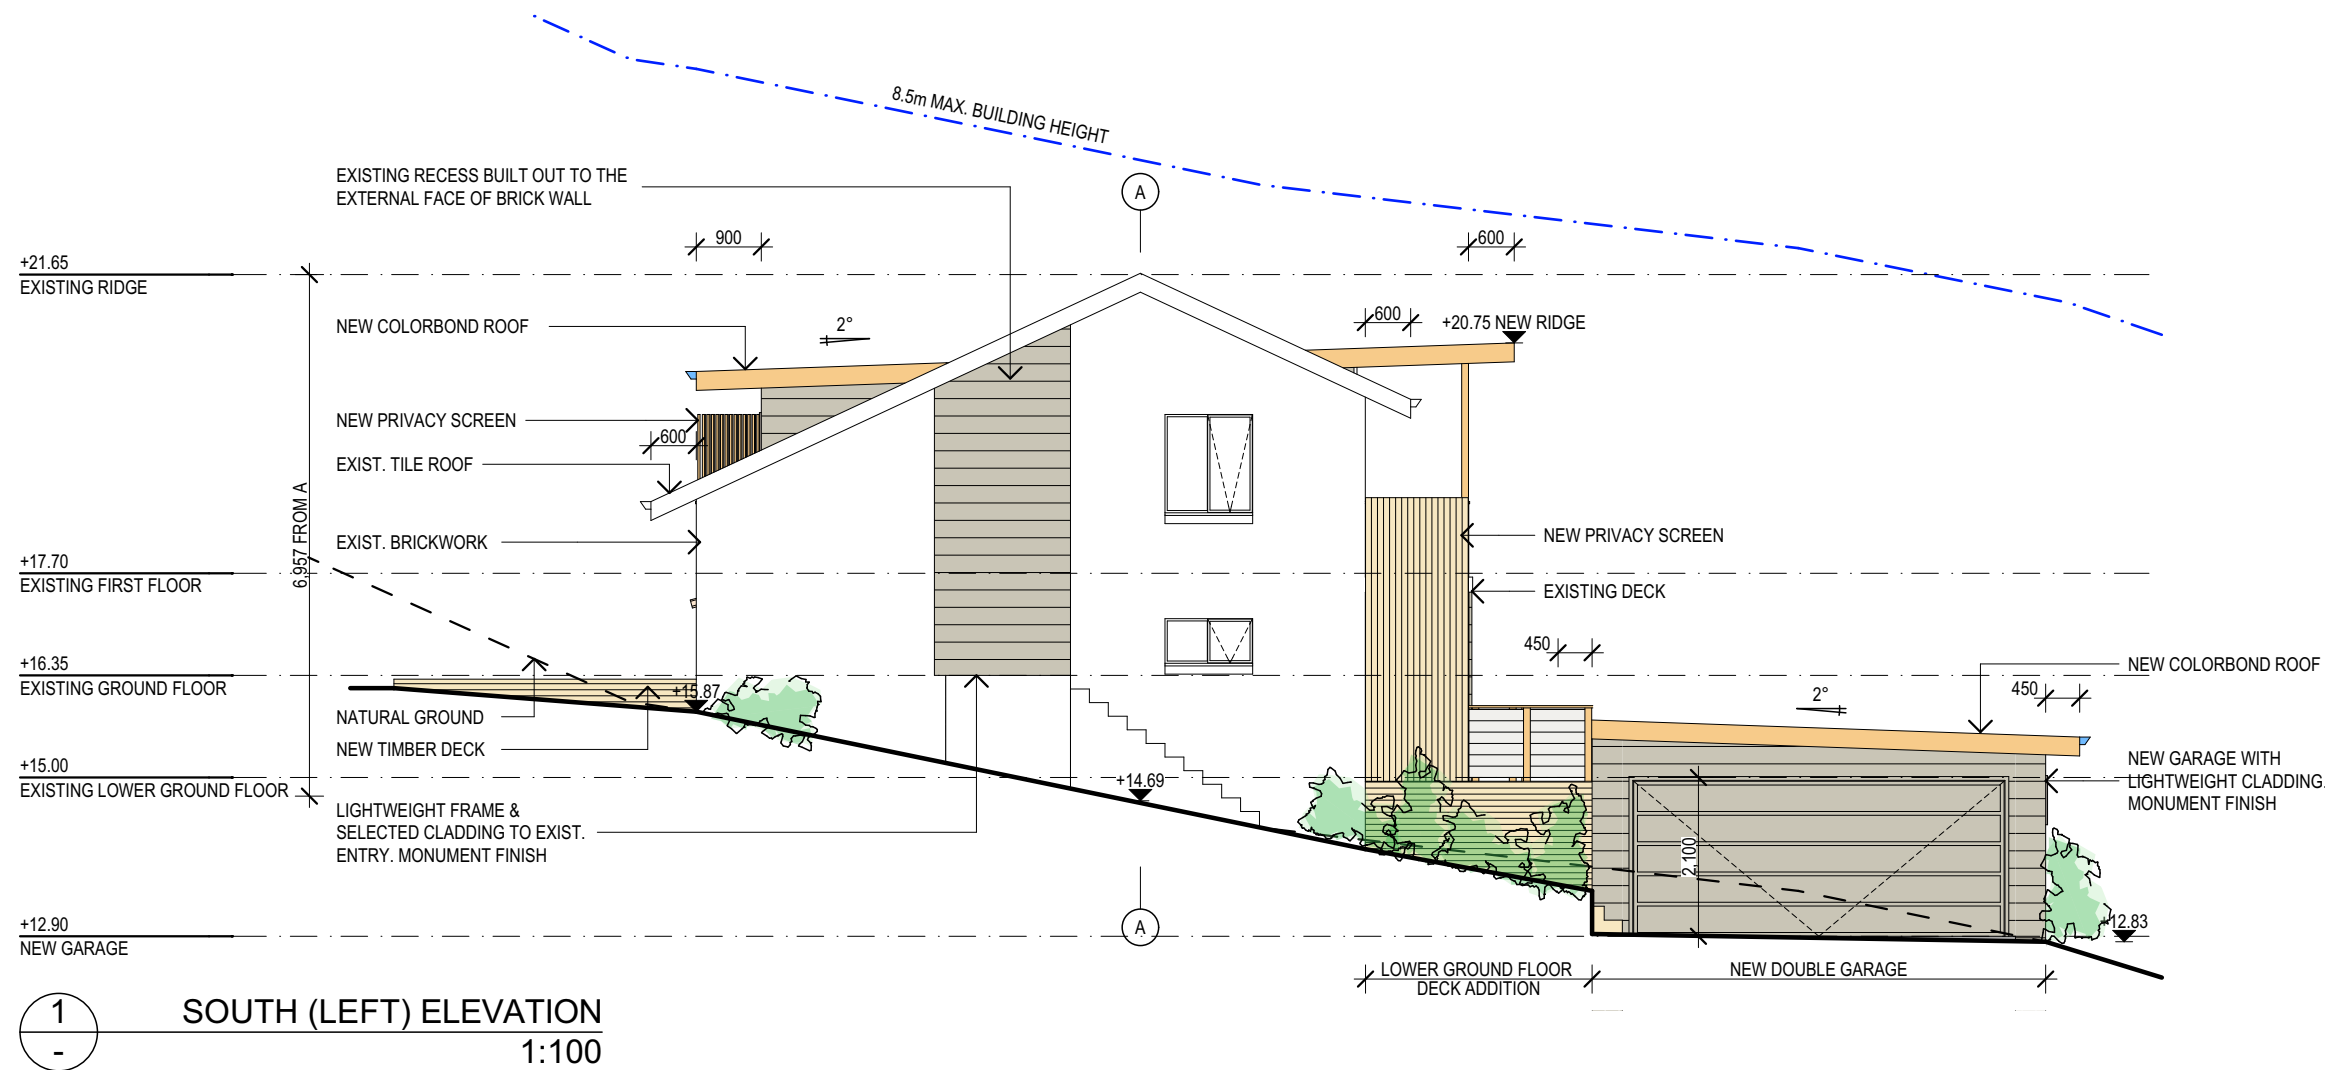 8.5m MAX. BUILDING HEIGHT
EXISTING RECESS BUILT OUT TO THE
EXTERNAL FACE OF BRICK WALL
A
900
600
+21.65
EXISTING RIDGE
NEW COLORBOND ROOF
2°
600
+20.75 NEW RIDGE
NEW PRIVACY SCREEN
600
EXIST. TILE ROOF
6,957 FROM A
EXIST. BRICKWORK
NEW PRIVACY SCREEN
+17.70
EXISTING FIRST FLOOR
EXISTING DECK
450
+16.35
EXISTING GROUND FLOOR
NEW COLORBOND ROOF
+15.87
2°
450
NATURAL GROUND
NEW TIMBER DECK
+15.00
EXISTING LOWER GROUND FLOOR
+14.69
NEW GARAGE WITH
LIGHTWEIGHT CLADDING.
MONUMENT FINISH
LIGHTWEIGHT FRAME &
SELECTED CLADDING TO EXIST.
ENTRY. MONUMENT FINISH
2,100
+12.90
NEW GARAGE
A
+12.83
LOWER GROUND FLOOR
DECK ADDITION
NEW DOUBLE GARAGE
1
-
SOUTH (LEFT) ELEVATION
1:100